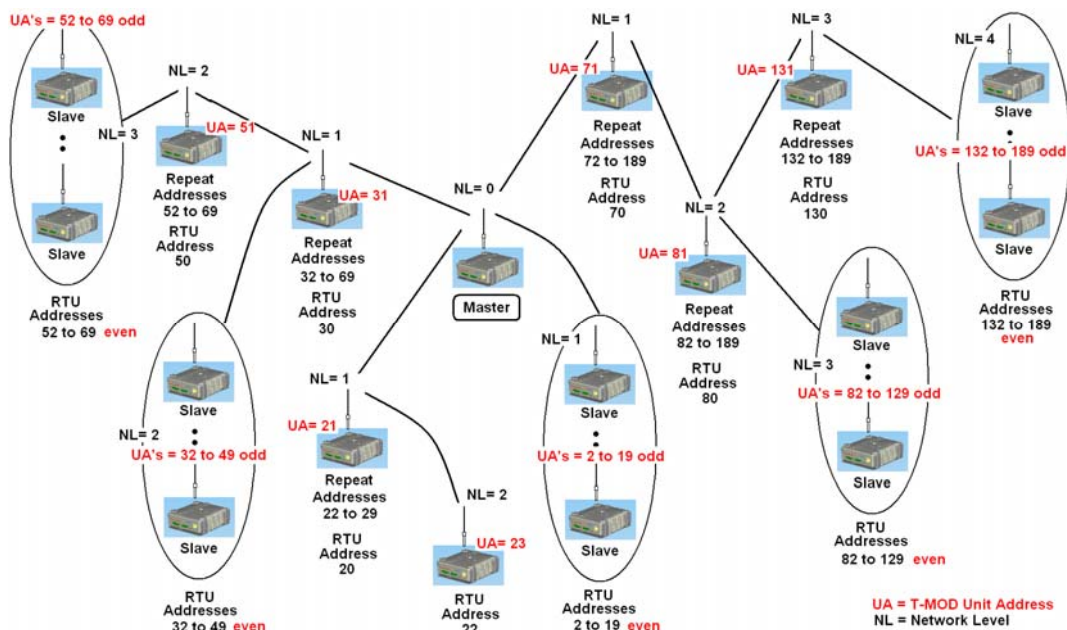 UA's = 52 to 69 odd
Slave
NL= 3
Slave
RTU
Addresses
52 to 69 even
NL= 2
UA= 51
Repeat
Addresses
52 to 69
RTU
Address
50
NL= 1
UA= 31
Repeat
Addresses
32 to 69
RTU
Address
30
NL= 2
Slave
UA's = 32 to 49 odd
Slave
RTU
Addresses
32 to 49 even
NL= 0
Master
NL= 1
UA= 21
Repeat
Addresses
22 to 29
RTU
Address
20
NL= 2
UA= 23
RTU
Address
22
NL= 1
Slave
UA's = 2 to 19 odd
Slave
RTU
Addresses
2 to 19 even
NL= 1
UA= 71
Repeat
Addresses
72 to 189
RTU
Address
70
NL= 2
UA= 81
Repeat
Addresses
82 to 189
RTU
Address
80
NL= 3
UA= 131
Repeat
Addresses
132 to 189
RTU
Address
130
NL= 4
Slave
UA's = 132 to 189 odd
Slave
RTU
Addresses
132 to 189
even
NL= 3
Slave
UA's = 82 to 129 odd
Slave
RTU
Addresses
82 to 129 even
UA = T-MOD Unit Address
NL = Network Level